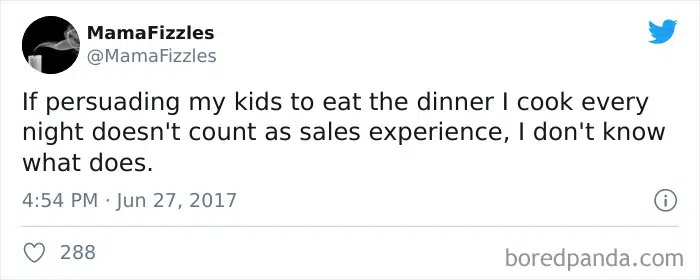 MamaFizzles
@MamaFizzles
If persuading my kids to eat the dinner I cook every
night doesn't count as sales experience, I don't know
what does.
4:54 PM · Jun 27, 2017
288
boredpanda.com